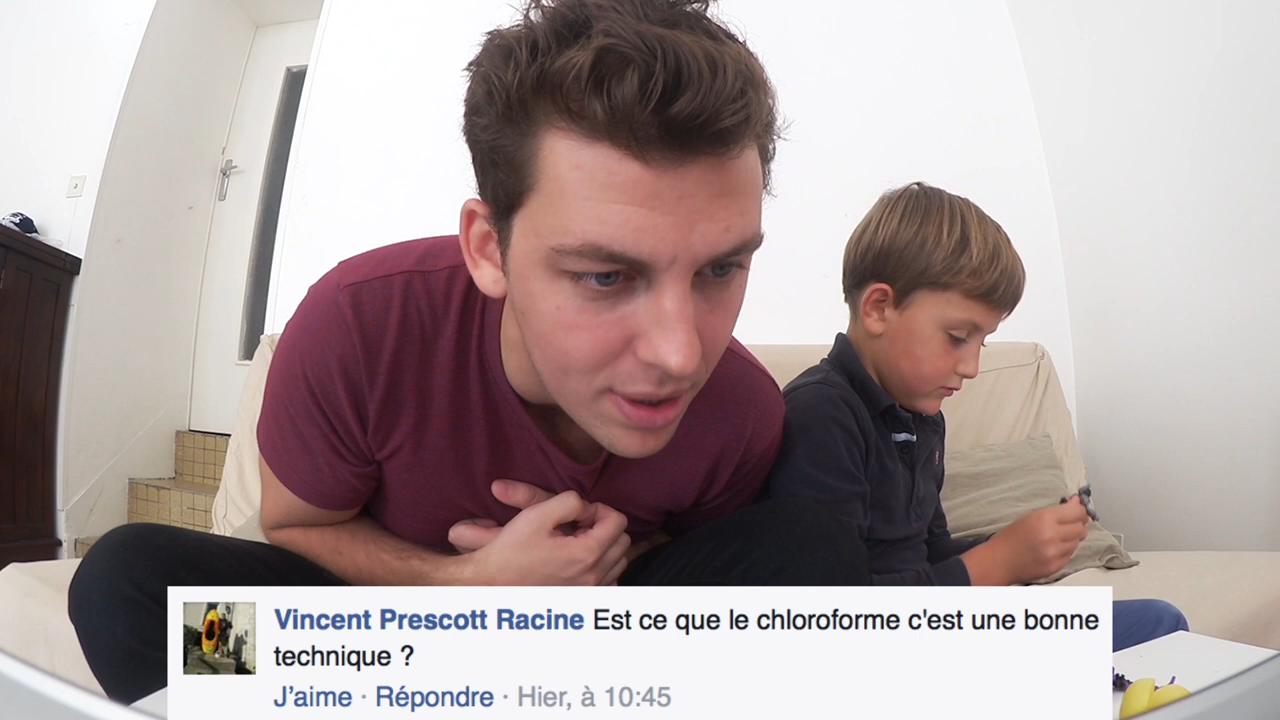 Vincent Prescott Racine Est ce que le chloroforme c'est une bonne
technique ?
J'aime · Répondre · Hier, à 10:45